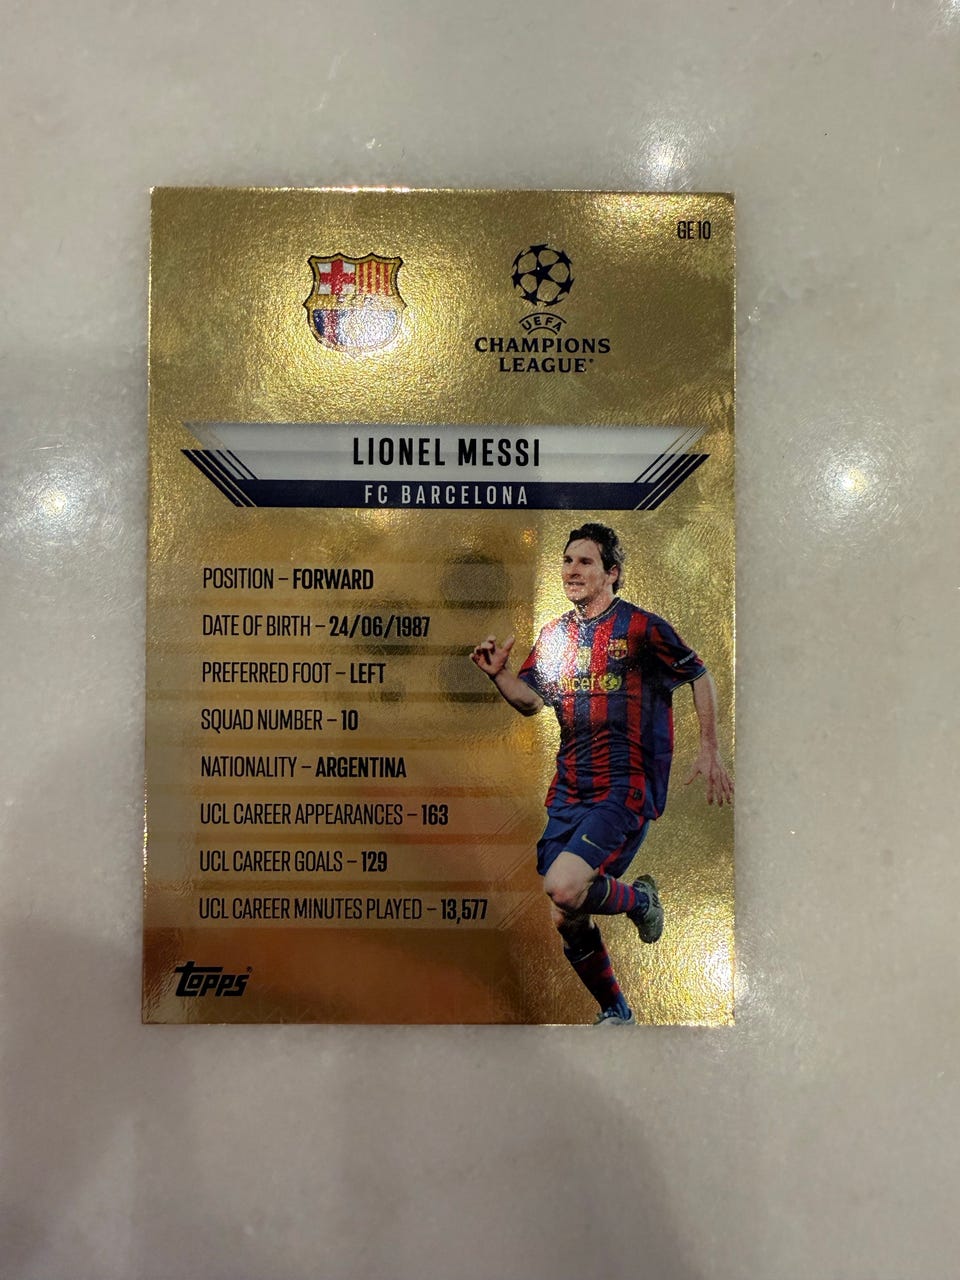 GE10
UEFA
CHAMPIONS
LEAGUE®
LIONEL MESSI
FC BARCELONA
POSITION – FORWARD
DATE OF BIRTH – 24/06/1987
PREFERRED FOOT – LEFT
SQUAD NUMBER – 10
NATIONALITY – ARGENTINA
UCL CAREER APPEARANCES – 163
UCL CAREER GOALS – 129
UCL CAREER MINUTES PLAYED – 13,577
unicef
Topps®